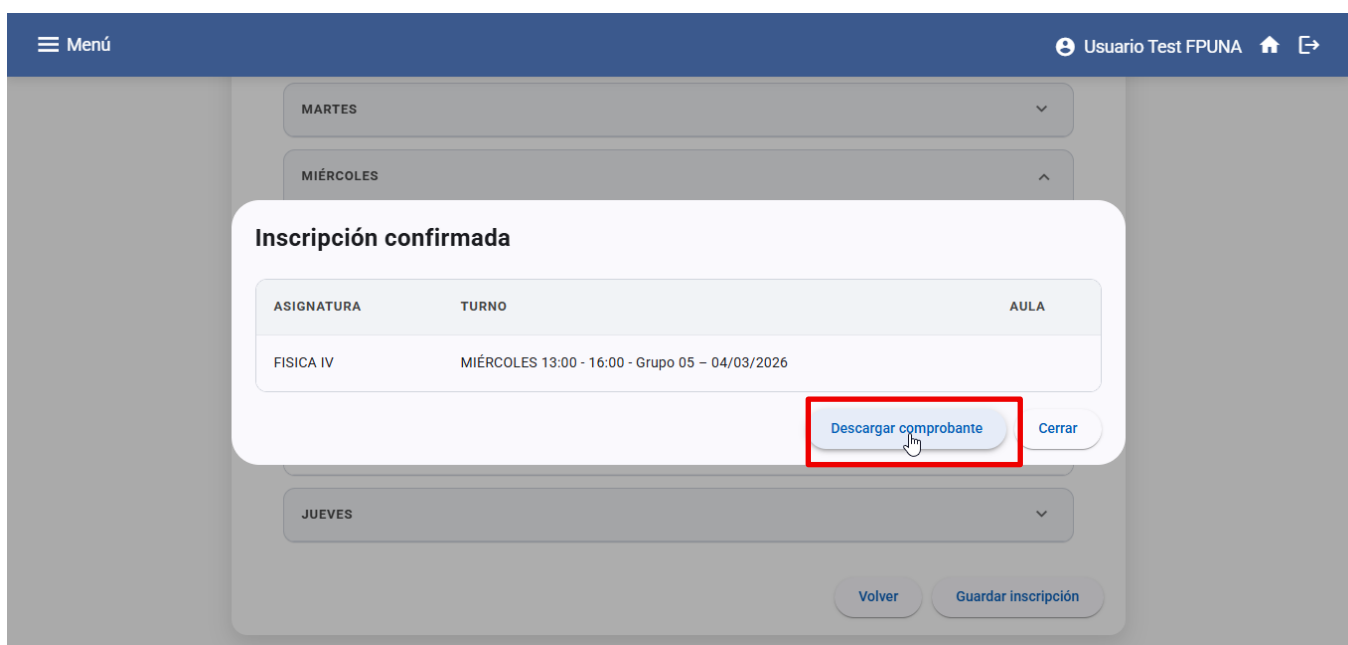 Menú
Usuario Test FPUNA
MARTES
MIÉRCOLES
Inscripción confirmada
ASIGNATURA TURNO AULA
FISICA IV MIÉRCOLES 13:00 - 16:00 - Grupo 05 – 04/03/2026
Descargar comprobante Cerrar
JUEVES
Volver Guardar inscripción